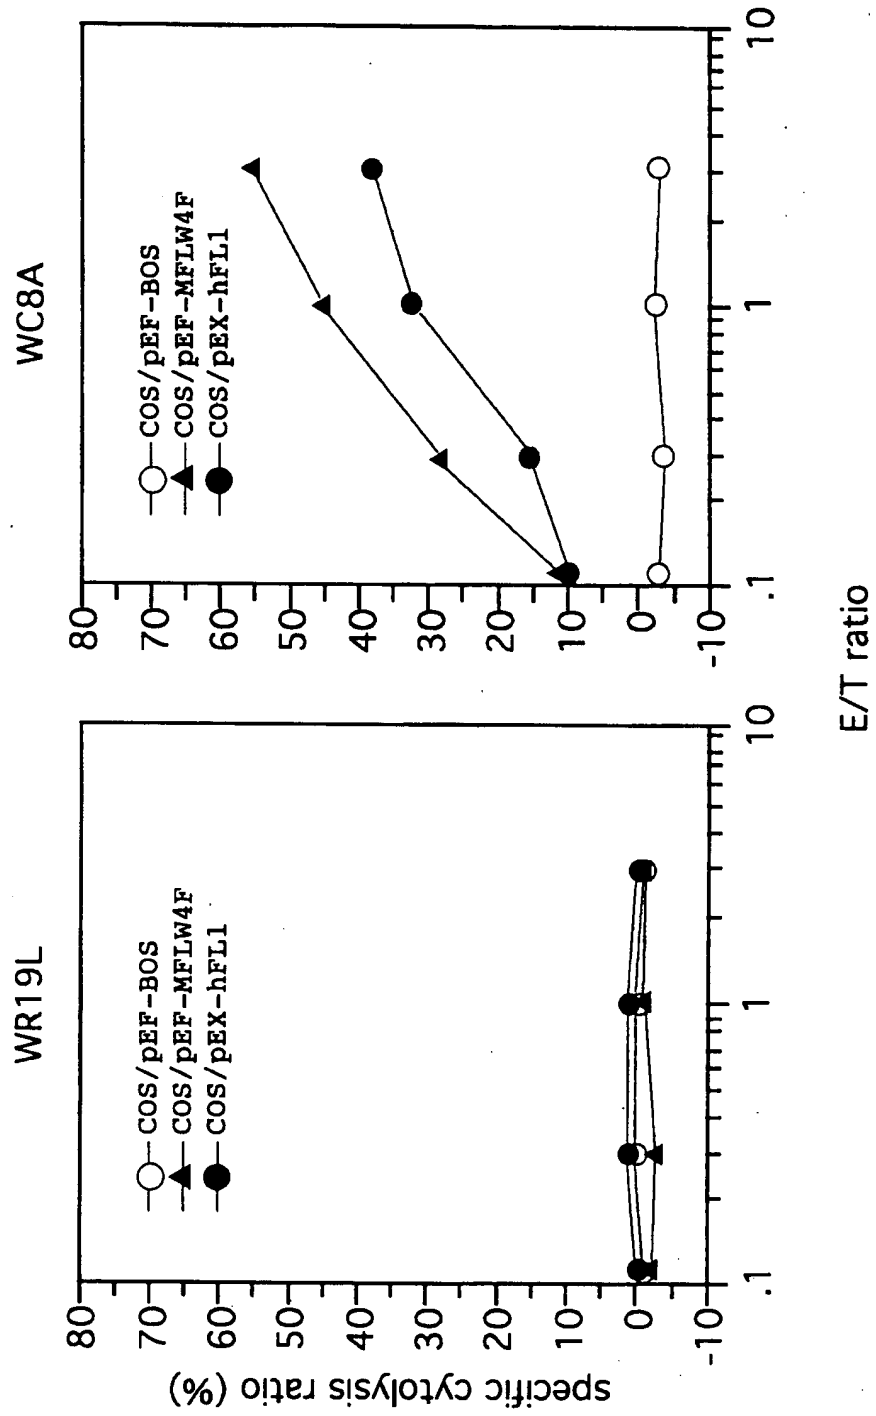 WR19L
COS/pEF-BOS
COS/pEF-MFLW4F
COS/pEX-hFL1
specific cytolysis ratio (%)
80
70
60
50
40
30
20
10
0
-10
.1
1
10
WC8A
COS/pEF-BOS
COS/pEF-MFLW4F
COS/pEX-hFL1
80
70
60
50
40
30
20
10
0
-10
.1
1
10
E/T ratio